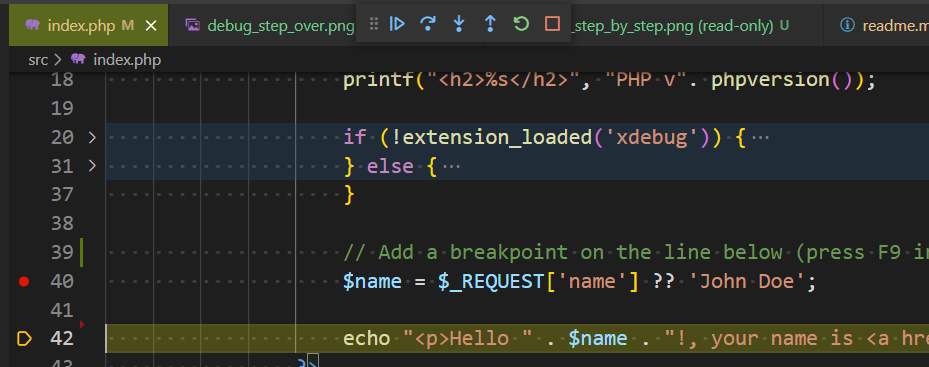 index.php M debug_step_over.png _step_by_step.png (read-only) U readme.m
src > index.php
18 printf("<h2>%s</h2>", "PHP v". phpversion());
19
20 if (!extension_loaded('xdebug')) { ⋯
31 } else { ⋯
37 }
38
39 // Add a breakpoint on the line below (press F9 in
40 $name = $_REQUEST['name'] ?? 'John Doe';
41
42 echo "<p>Hello " . $name . "!, your name is <a hre
43 ?>